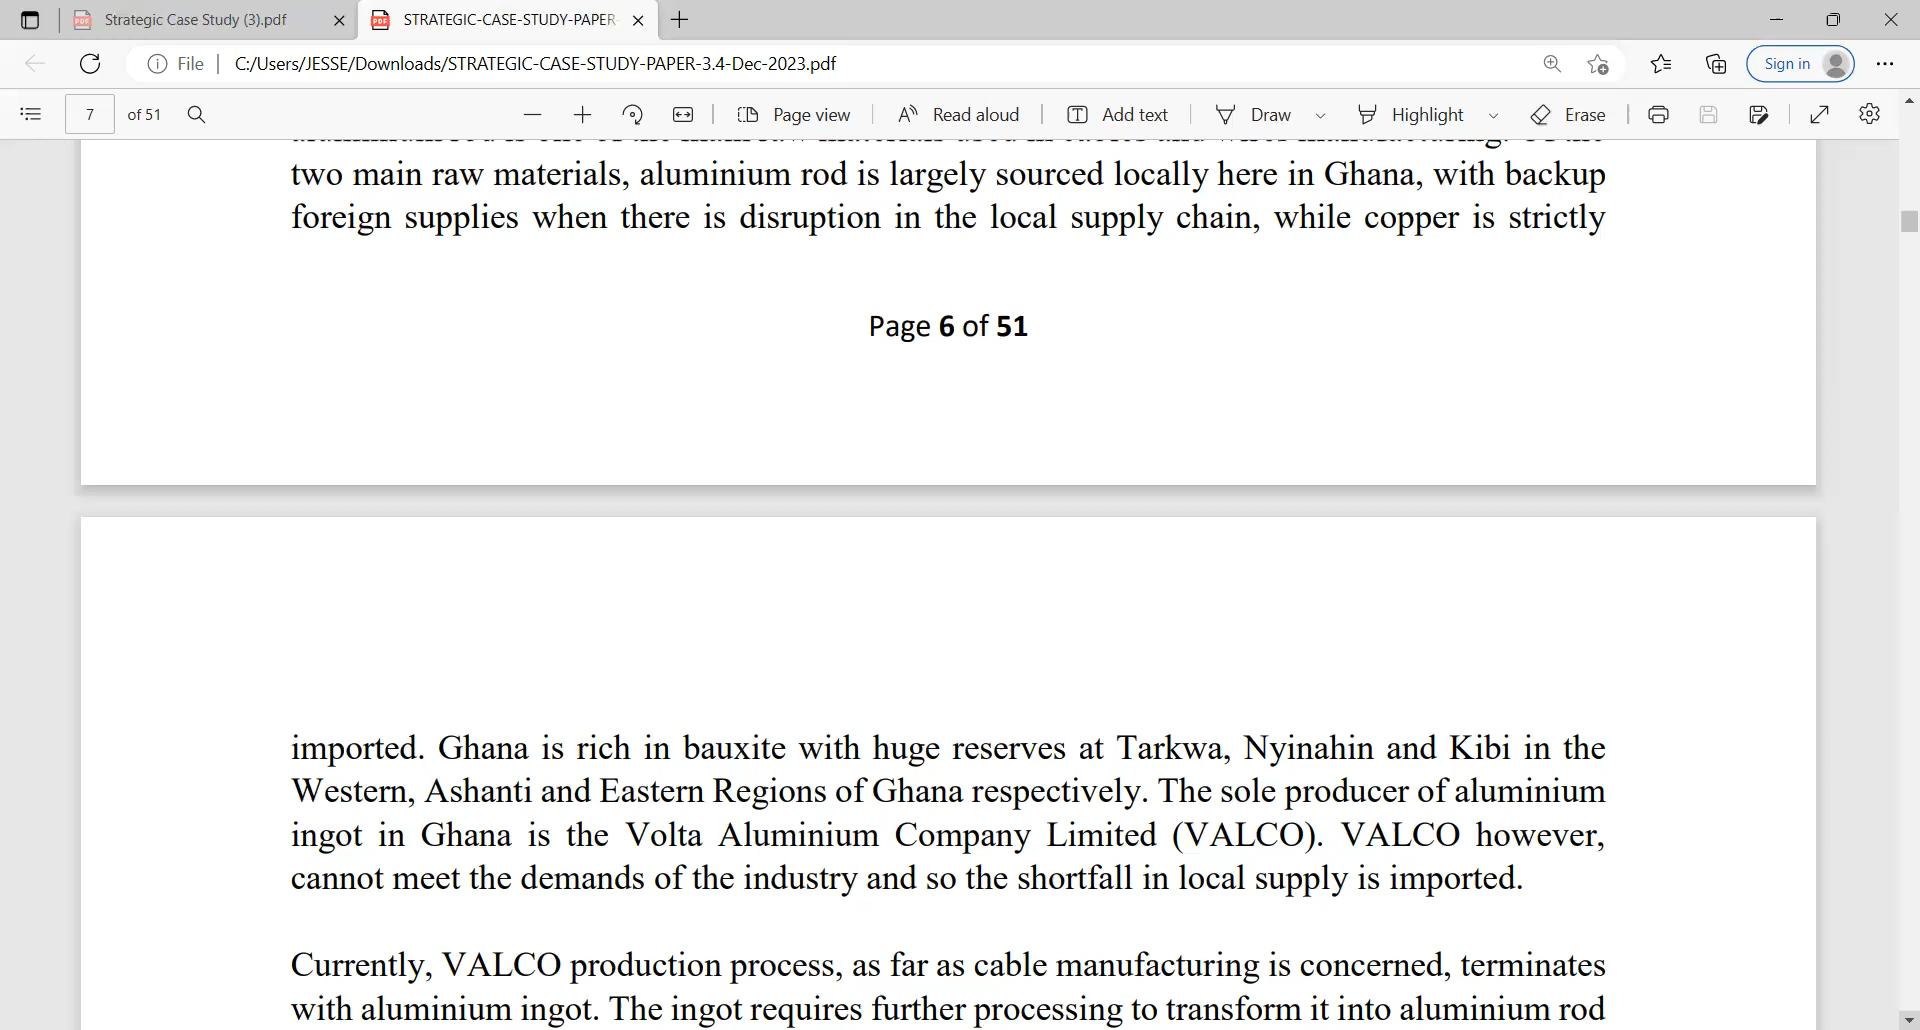 Strategic Case Study (3).pdf
STRATEGIC-CASE-STUDY-PAPER-
File
C:/Users/JESSE/Downloads/STRATEGIC-CASE-STUDY-PAPER-3.4-Dec-2023.pdf
Sign in
7 of 51
Page view
Read aloud
Add text
Draw
Highlight
Erase
two main raw materials, aluminium rod is largely sourced locally here in Ghana, with backup
foreign supplies when there is disruption in the local supply chain, while copper is strictly
Page 6 of 51
imported. Ghana is rich in bauxite with huge reserves at Tarkwa, Nyinahin and Kibi in the
Western, Ashanti and Eastern Regions of Ghana respectively. The sole producer of aluminium
ingot in Ghana is the Volta Aluminium Company Limited (VALCO). VALCO however,
cannot meet the demands of the industry and so the shortfall in local supply is imported.
Currently, VALCO production process, as far as cable manufacturing is concerned, terminates
with aluminium ingot. The ingot requires further processing to transform it into aluminium rod